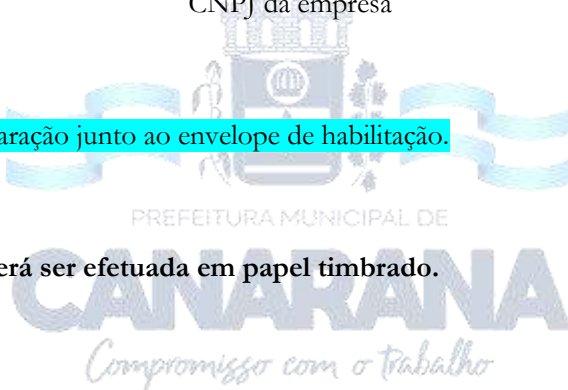 CNPJ da empresa
aração junto ao envelope de habilitação.
PREFEITURA MUNICIPAL DE
erá ser efetuada em papel timbrado.
CANARANA
Compromisso com o Trabalho